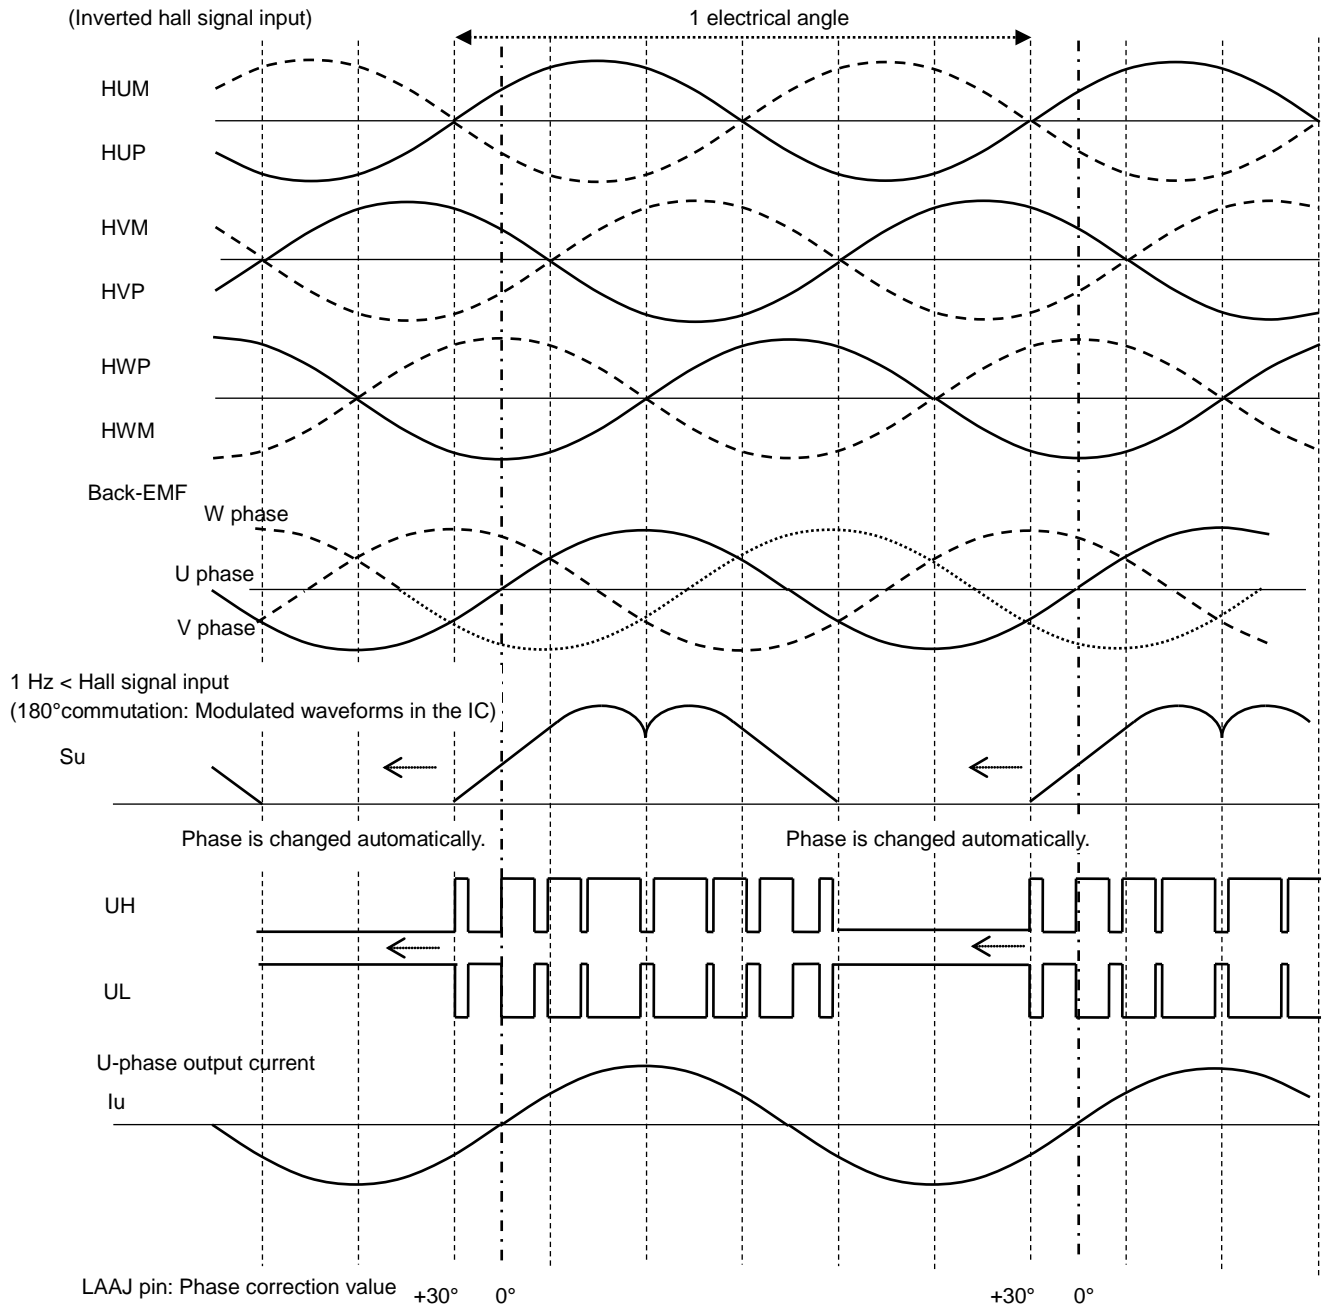 (Inverted hall signal input)
1 electrical angle
HUM
HUP
HVM
HVP
HWP
HWM
Back-EMF
W phase
U phase
V phase
1 Hz < Hall signal input
(180°commutation: Modulated waveforms in the IC)
Su
Phase is changed automatically.
Phase is changed automatically.
UH
UL
U-phase output current
Iu
LAAJ pin: Phase correction value
+30°
0°
+30°
0°